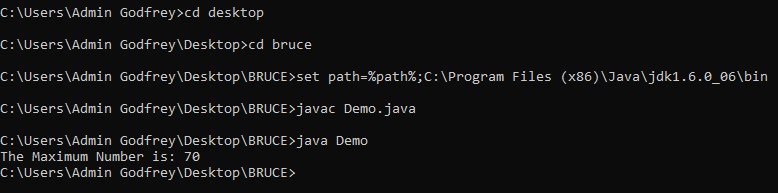 C:\Users\Admin Godfrey>cd desktop
C:\Users\Admin Godfrey\Desktop>cd bruce
C:\Users\Admin Godfrey\Desktop\BRUCE>set path=%path%;C:\Program Files (x86)\Java\jdk1.6.0_06\bin
C:\Users\Admin Godfrey\Desktop\BRUCE>javac Demo.java
C:\Users\Admin Godfrey\Desktop\BRUCE>java Demo
The Maximum Number is: 70
C:\Users\Admin Godfrey\Desktop\BRUCE>